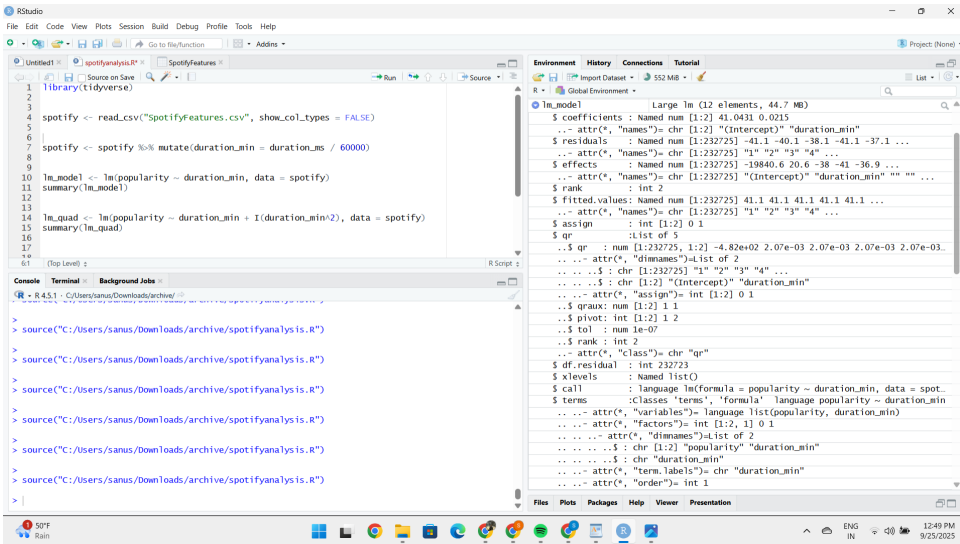 RStudio
File Edit Code View Plots Session Build Debug Profile Tools Help
Go to file/function Addins Project: (None)
Untitled1 spotifyanalysis.R* SpotifyFeatures
Source on Save Run Source
1 library(tidyverse)
2
3
4 spotify <- read_csv("SpotifyFeatures.csv", show_col_types = FALSE)
5
6
7 spotify <- spotify %>% mutate(duration_min = duration_ms / 60000)
8
9
10 lm_model <- lm(popularity ~ duration_min, data = spotify)
11 summary(lm_model)
12
13
14 lm_quad <- lm(popularity ~ duration_min + I(duration_min^2), data = spotify)
15 summary(lm_quad)
16
17
18
6:1 (Top Level) R Script
Console Terminal Background Jobs
R 4.5.1 · C:/Users/sanus/Downloads/archive/
> source("C:/Users/sanus/Downloads/archive/spotifyanalysis.R")
>
> source("C:/Users/sanus/Downloads/archive/spotifyanalysis.R")
>
> source("C:/Users/sanus/Downloads/archive/spotifyanalysis.R")
>
> source("C:/Users/sanus/Downloads/archive/spotifyanalysis.R")
>
> source("C:/Users/sanus/Downloads/archive/spotifyanalysis.R")
>
> source("C:/Users/sanus/Downloads/archive/spotifyanalysis.R")
>
> source("C:/Users/sanus/Downloads/archive/spotifyanalysis.R")
>
Environment History Connections Tutorial
Import Dataset 552 MiB List
R Global Environment
lm_model Large lm (12 elements, 44.7 MB)
$ coefficients : Named num [1:2] 41.0431 0.0215
..- attr(*, "names")= chr [1:2] "(Intercept)" "duration_min"
$ residuals : Named num [1:232725] -41.1 -40.1 -38.1 -41.1 -37.1 ...
..- attr(*, "names")= chr [1:232725] "1" "2" "3" "4" ...
$ effects : Named num [1:232725] -19840.6 20.6 -38 -41 -36.9 ...
..- attr(*, "names")= chr [1:232725] "(Intercept)" "duration_min" "" "" ...
$ rank : int 2
$ fitted.values: Named num [1:232725] 41.1 41.1 41.1 41.1 41.1 ...
..- attr(*, "names")= chr [1:232725] "1" "2" "3" "4" ...
$ assign : int [1:2] 0 1
$ qr :List of 5
..$ qr : num [1:232725, 1:2] -4.82e+02 2.07e-03 2.07e-03 2.07e-03 2.07e-03…
.. ..- attr(*, "dimnames")=List of 2
.. .. ..$ : chr [1:232725] "1" "2" "3" "4" ...
.. .. ..$ : chr [1:2] "(Intercept)" "duration_min"
.. ..- attr(*, "assign")= int [1:2] 0 1
..$ qraux: num [1:2] 1 1
..$ pivot: int [1:2] 1 2
..$ tol : num 1e-07
..$ rank : int 2
..- attr(*, "class")= chr "qr"
$ df.residual : int 232723
$ xlevels : Named list()
$ call : language lm(formula = popularity ~ duration_min, data = spot…
$ terms :Classes 'terms', 'formula' language popularity ~ duration_min
.. ..- attr(*, "variables")= language list(popularity, duration_min)
.. ..- attr(*, "factors")= int [1:2, 1] 0 1
.. .. ..- attr(*, "dimnames")=List of 2
.. .. .. ..$ : chr [1:2] "popularity" "duration_min"
.. .. .. ..$ : chr "duration_min"
.. ..- attr(*, "term.labels")= chr "duration_min"
.. ..- attr(*, "order")= int 1
Files Plots Packages Help Viewer Presentation
1 50°F
Rain
ENG
IN
12:49 PM
9/25/2025